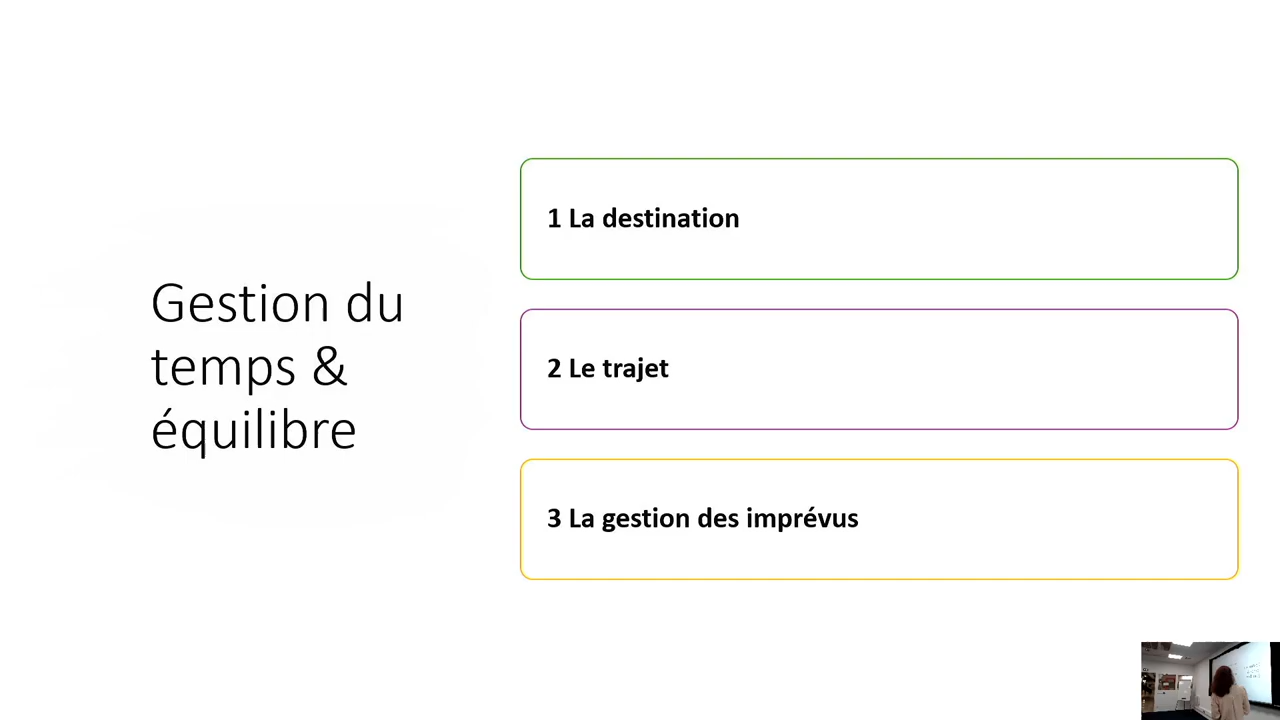 Gestion du
temps &
équilibre
1 La destination
2 Le trajet
3 La gestion des imprévus